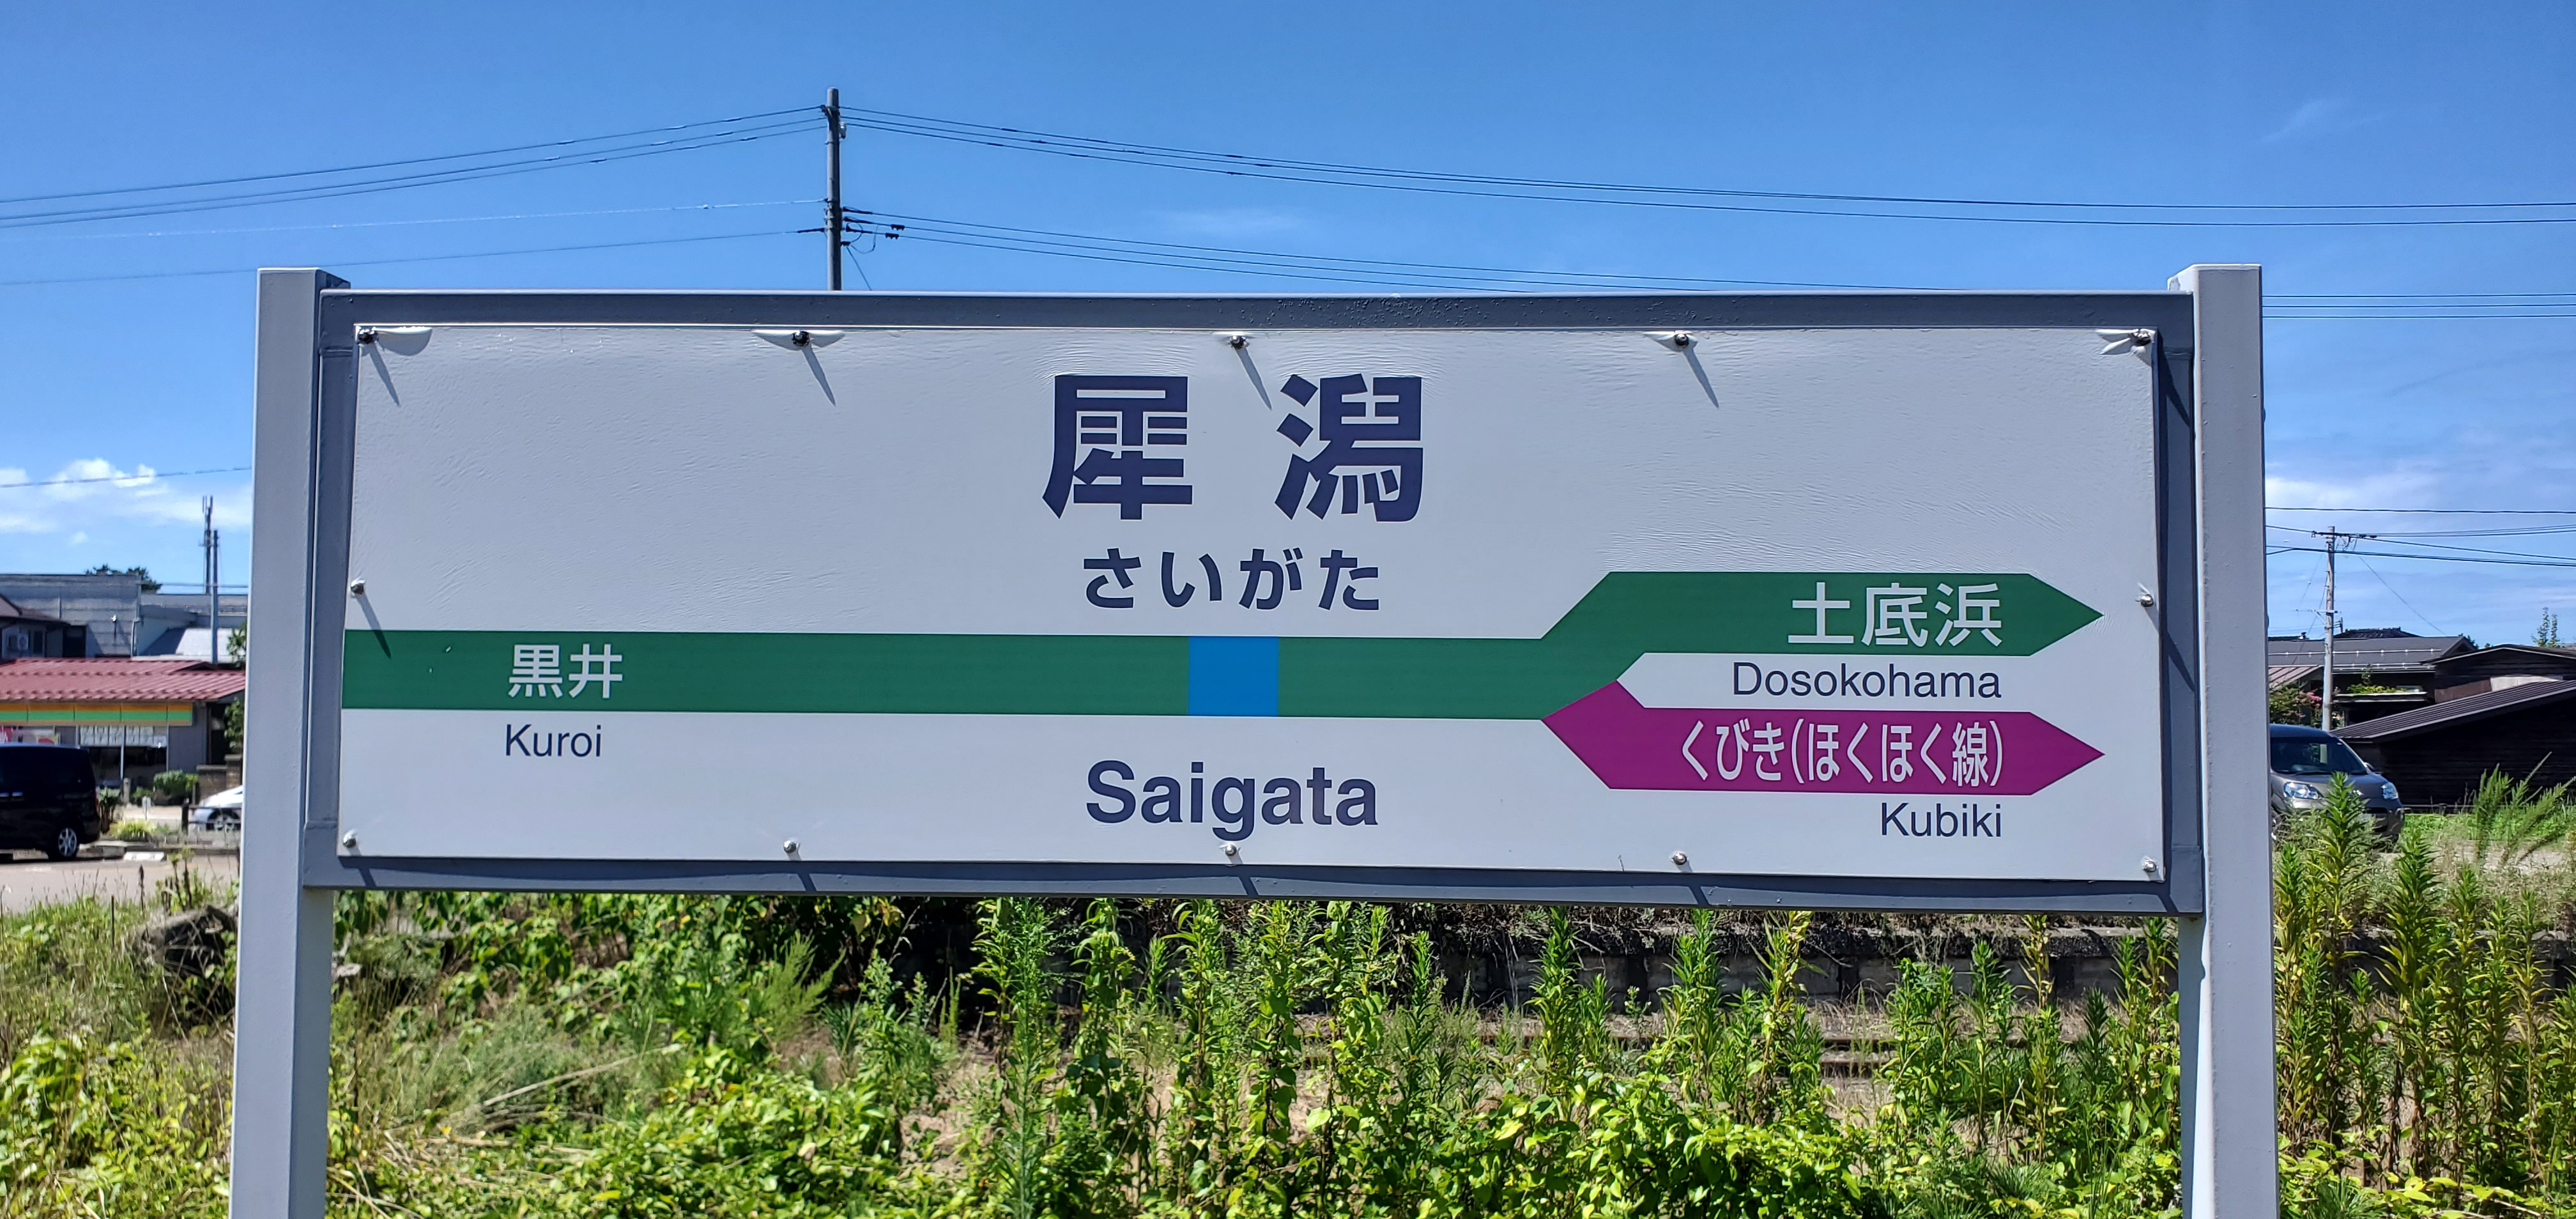 犀潟
さいがた
黒井
Kuroi
Saigata
土底浜
Dosokohama
くびき(ほくほく線)
Kubiki